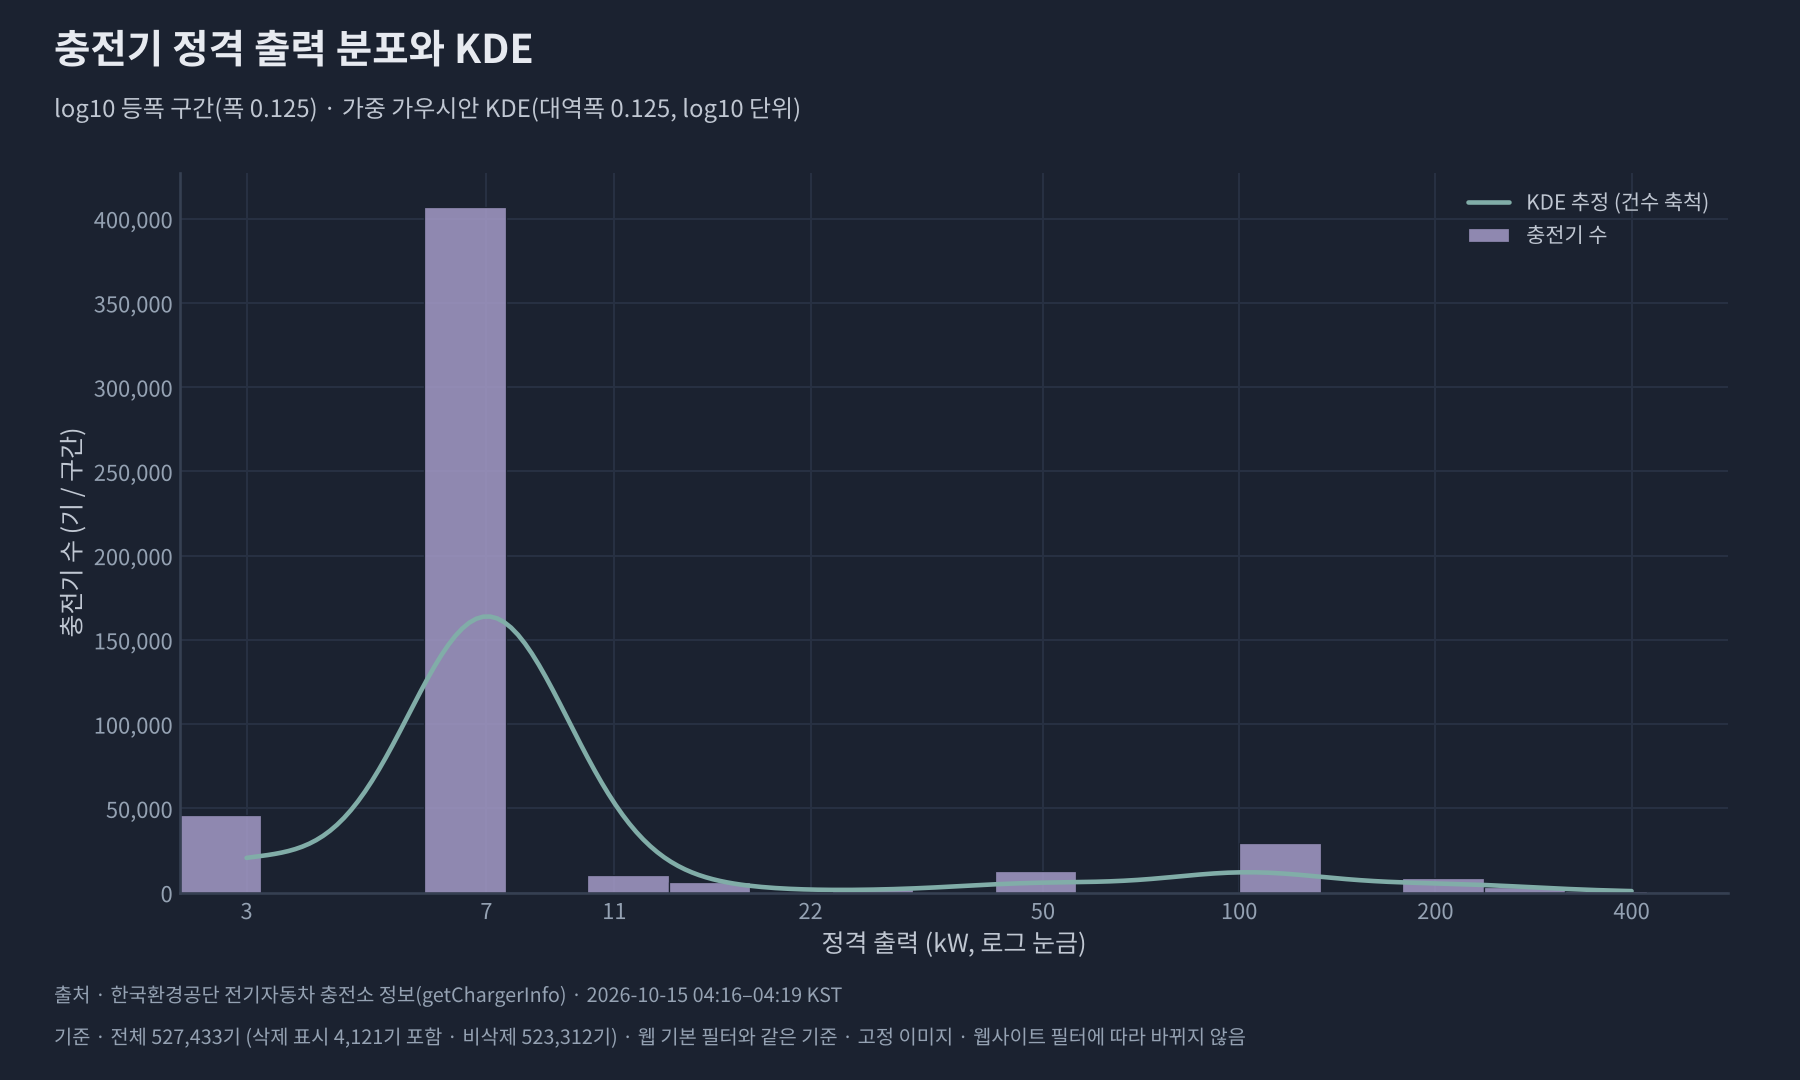 충전기 정격 출력 분포와 KDE
log10 등폭 구간(폭 0.125) · 가중 가우시안 KDE(대역폭 0.125, log10 단위)
KDE 추정 (건수 축척)
충전기 수
충전기 수 (기 / 구간)
400,000
350,000
300,000
250,000
200,000
150,000
100,000
50,000
0
3 7 11 22 50 100 200 400
정격 출력 (kW, 로그 눈금)
출처 · 한국환경공단 전기자동차 충전소 정보(getChargerInfo) · 2026-10-15 04:16–04:19 KST
기준 · 전체 527,433기 (삭제 표시 4,121기 포함 · 비삭제 523,312기) · 웹 기본 필터와 같은 기준 · 고정 이미지 · 웹사이트 필터에 따라 바뀌지 않음